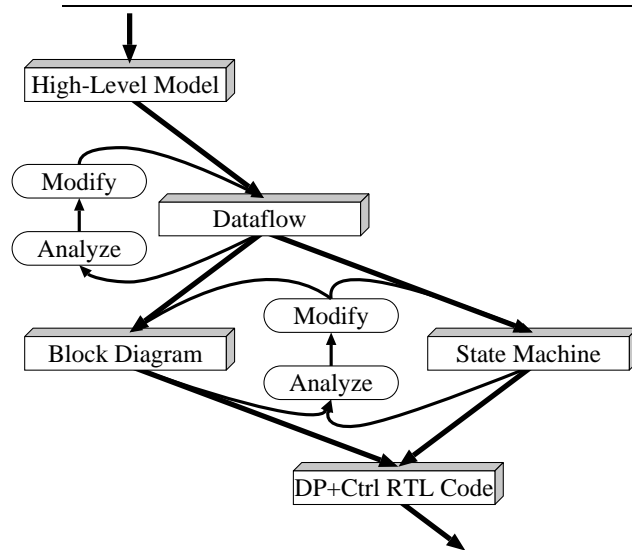 High-Level Model
Modify
Dataflow
Analyze
Modify
Block Diagram
State Machine
Analyze
DP+Ctrl RTL Code